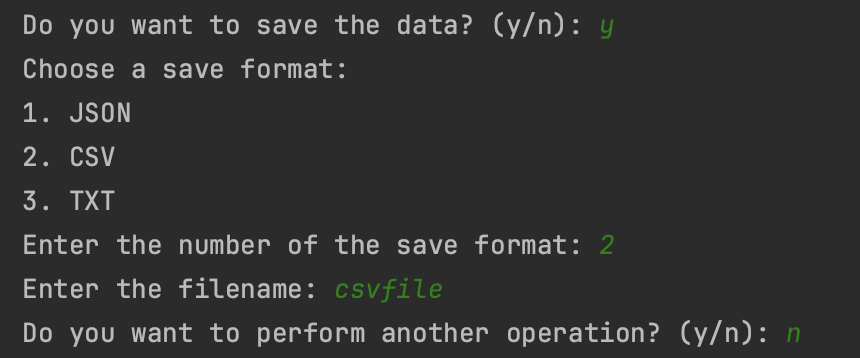 Do you want to save the data? (y/n): y
Choose a save format:
1. JSON
2. CSV
3. TXT
Enter the number of the save format: 2
Enter the filename: csvfile
Do you want to perform another operation? (y/n): n